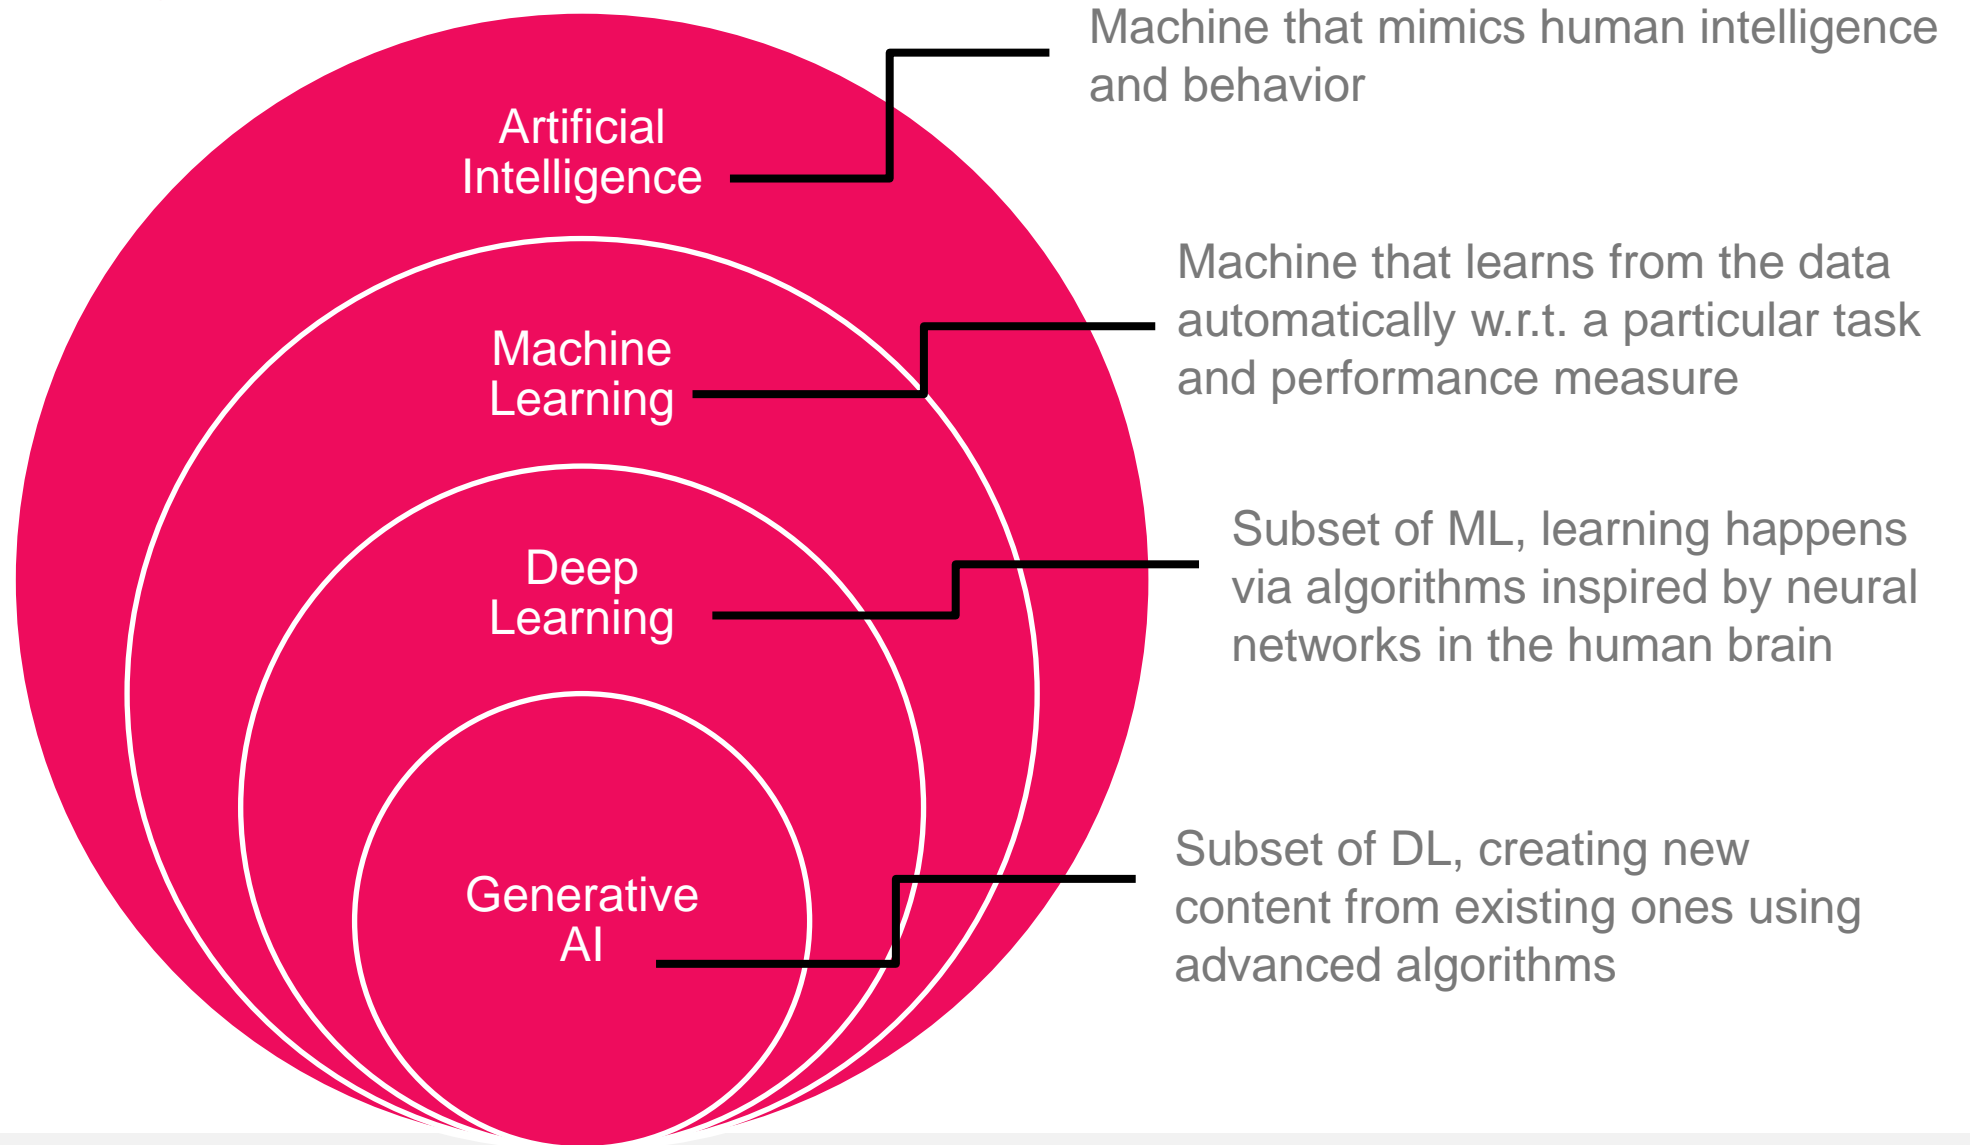 Artificial
Intelligence
Machine that mimics human intelligence
and behavior
Machine
Learning
Machine that learns from the data
automatically w.r.t. a particular task
and performance measure
Deep
Learning
Subset of ML, learning happens
via algorithms inspired by neural
networks in the human brain
Generative
AI
Subset of DL, creating new
content from existing ones using
advanced algorithms